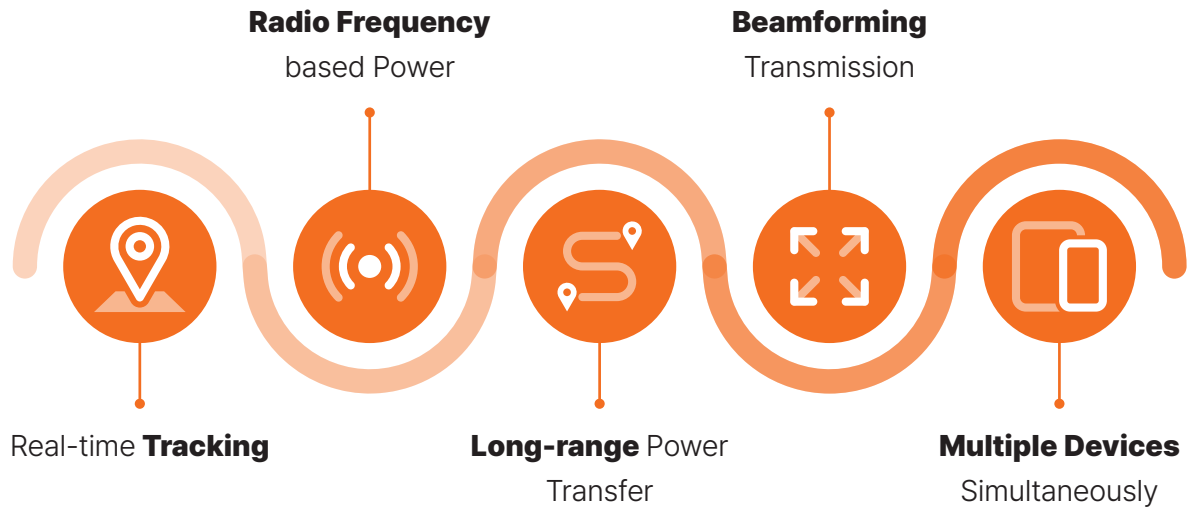 Radio Frequency
based Power
Beamforming
Transmission
Real-time Tracking
Long-range Power
Transfer
Multiple Devices
Simultaneously